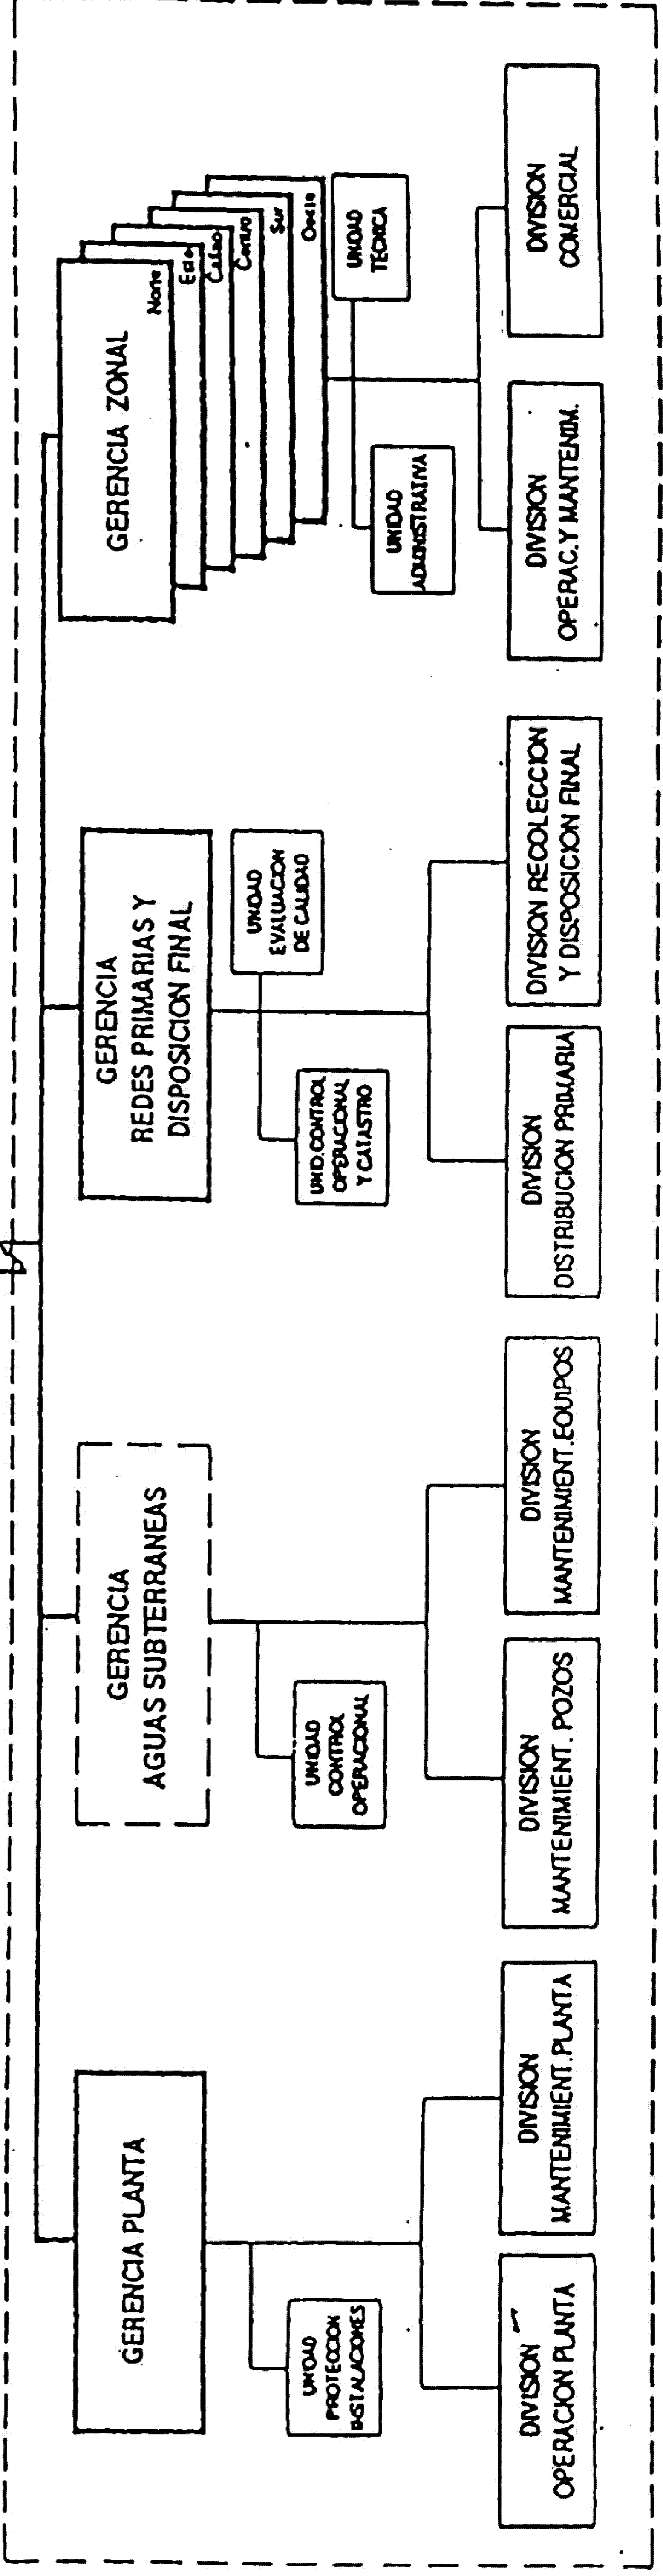 GERENCIA PLANTA
UNIDAD
PROTECCION
INSTALACIONES
DIVISION
OPERACION PLANTA
DIVISION
MANTENIMIENT.PLANTA
GERENCIA
AGUAS SUBTERRANEAS
UNIDAD
CONTROL
OPERACIONAL
DIVISION
MANTENIMIENT. POZOS
DIVISION
MANTENIMIENT.EQUIPOS
GERENCIA
REDES PRIMARIAS Y
DISPOSICION FINAL
UNID.CONTROL
OPERACIONAL
Y CATASTRO
UNIDAD
EVALUACION
DE CALIDAD
DIVISION
DISTRIBUCION PRIMARIA
DIVISION RECOLECCION
Y DISPOSICION FINAL
GERENCIA ZONAL
Norte
Este
Callao
Centro
Sur
Oeste
UNIDAD
ADMINISTRATIVA
UNIDAD
TECNICA
DIVISION
OPERAC.Y MANTENIM.
DIVISION
COMERCIAL